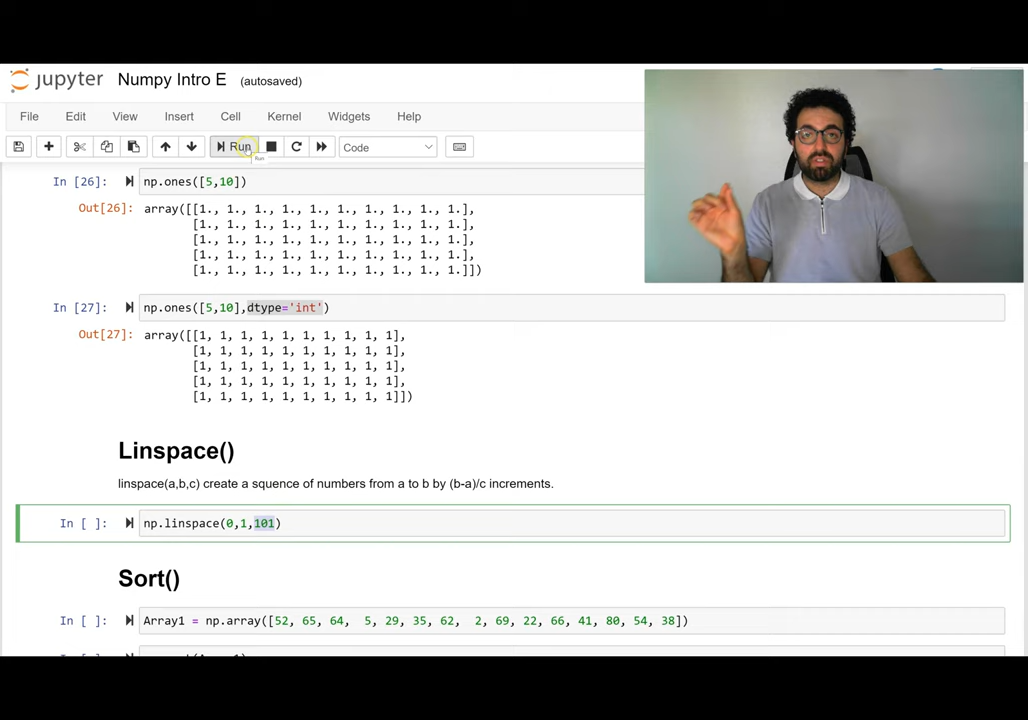 jupyter Numpy Intro E (autosaved)
File Edit View Insert Cell Kernel Widgets Help
Run Code
Run
In [26] np.ones([5,10])
Out[26]: array([[1., 1., 1., 1., 1., 1., 1., 1., 1., 1.],
[1., 1., 1., 1., 1., 1., 1., 1., 1., 1.],
[1., 1., 1., 1., 1., 1., 1., 1., 1., 1.],
[1., 1., 1., 1., 1., 1., 1., 1., 1., 1.],
[1., 1., 1., 1., 1., 1., 1., 1., 1., 1.]])
In [27] np.ones([5,10],dtype='int')
Out[27]: array([[1, 1, 1, 1, 1, 1, 1, 1, 1, 1],
[1, 1, 1, 1, 1, 1, 1, 1, 1, 1],
[1, 1, 1, 1, 1, 1, 1, 1, 1, 1],
[1, 1, 1, 1, 1, 1, 1, 1, 1, 1],
[1, 1, 1, 1, 1, 1, 1, 1, 1, 1]])
Linspace()
linspace(a,b,c) create a squence of numbers from a to b by (b-a)/c increments.
In [ ]: np.linspace(0,1,101)
Sort()
In [ ]: Array1 = np.array([52, 65, 64, 5, 29, 35, 62, 2, 69, 22, 66, 41, 80, 54, 38])